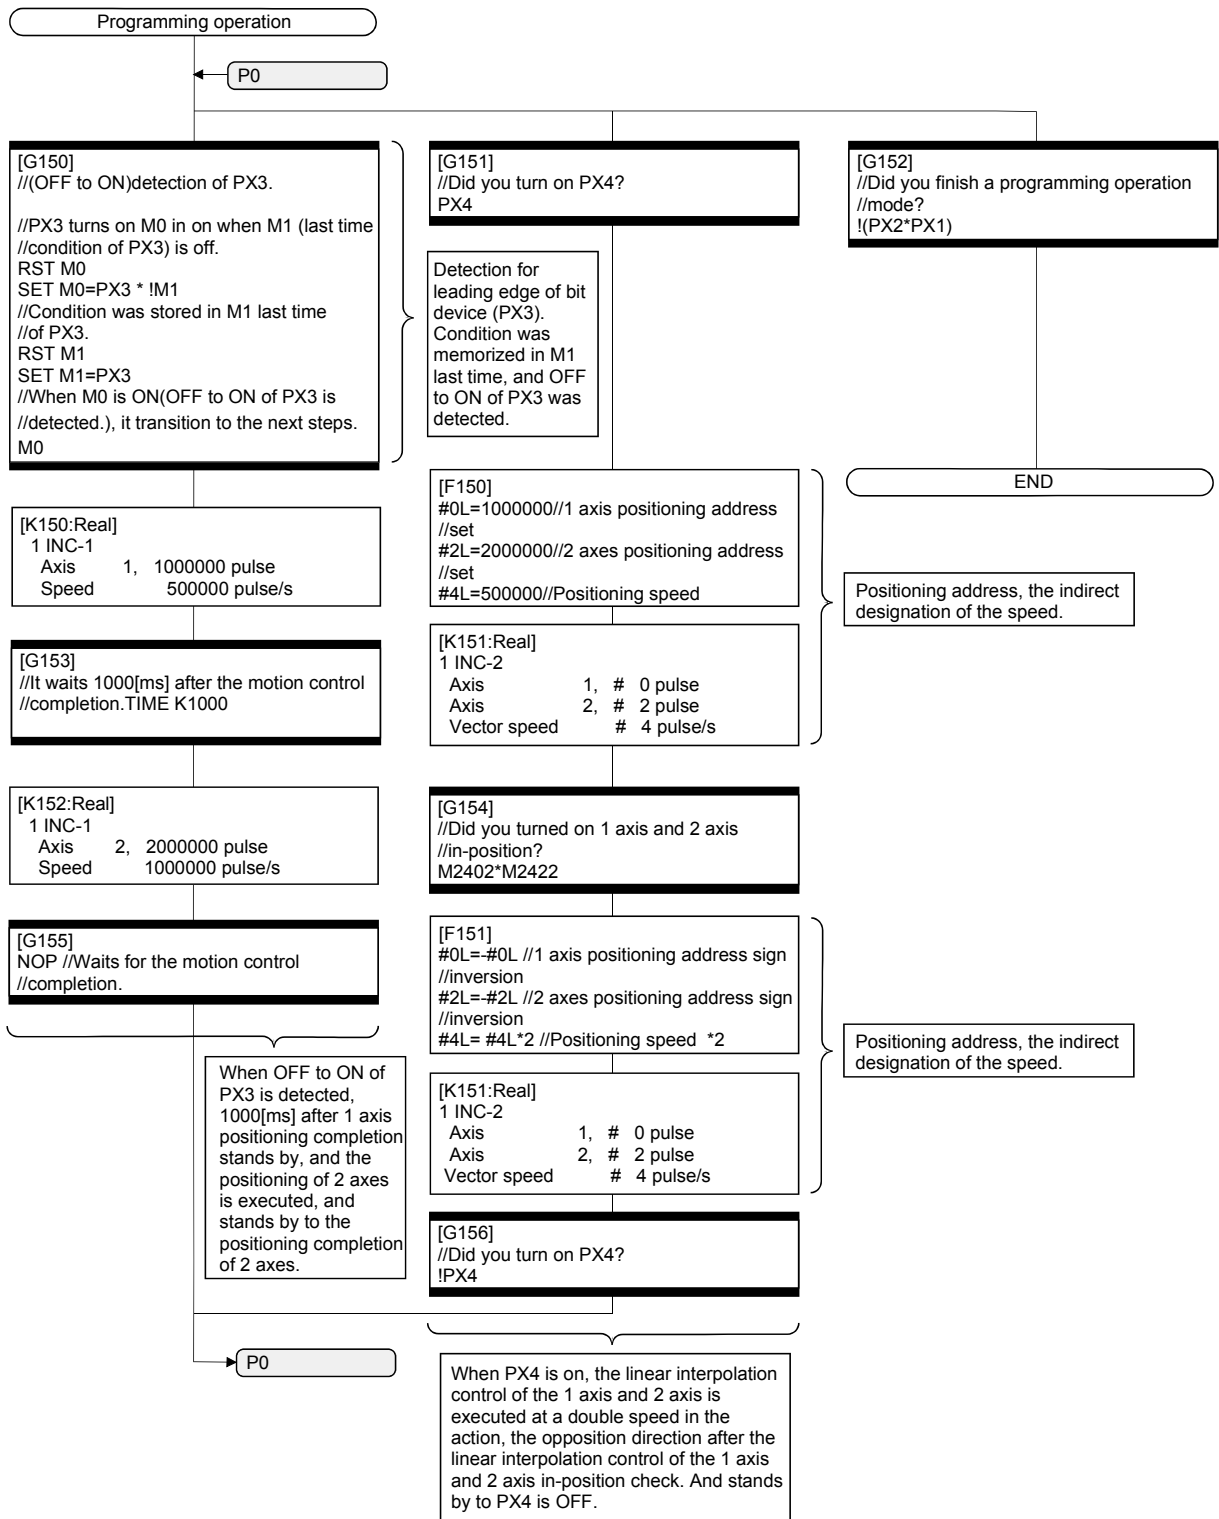 Programming operation
P0
[G150]
//(OFF to ON)detection of PX3.
//PX3 turns on M0 in on when M1 (last time
//condition of PX3) is off.
RST M0
SET M0=PX3 * !M1
//Condition was stored in M1 last time
//of PX3.
RST M1
SET M1=PX3
//When M0 is ON(OFF to ON of PX3 is
//detected.), it transition to the next steps.
M0
Detection for
leading edge of bit
device (PX3).
Condition was
memorized in M1
last time, and OFF
to ON of PX3 was
detected.
[K150:Real]
1 INC-1
Axis 1, 1000000 pulse
Speed 500000 pulse/s
[G153]
//It waits 1000[ms] after the motion control
//completion.TIME K1000
[K152:Real]
1 INC-1
Axis 2, 2000000 pulse
Speed 1000000 pulse/s
[G155]
NOP //Waits for the motion control
//completion.
When OFF to ON of
PX3 is detected,
1000[ms] after 1 axis
positioning completion
stands by, and the
positioning of 2 axes
is executed, and
stands by to the
positioning completion
of 2 axes.
P0
[G151]
//Did you turn on PX4?
PX4
[F150]
#0L=1000000//1 axis positioning address
//set
#2L=2000000//2 axes positioning address
//set
#4L=500000//Positioning speed
[K151:Real]
1 INC-2
Axis 1, # 0 pulse
Axis 2, # 2 pulse
Vector speed # 4 pulse/s
Positioning address, the indirect
designation of the speed.
[G154]
//Did you turned on 1 axis and 2 axis
//in-position?
M2402*M2422
[F151]
#0L=-#0L //1 axis positioning address sign
//inversion
#2L=-#2L //2 axes positioning address sign
//inversion
#4L= #4L*2 //Positioning speed *2
[K151:Real]
1 INC-2
Axis 1, # 0 pulse
Axis 2, # 2 pulse
Vector speed # 4 pulse/s
Positioning address, the indirect
designation of the speed.
[G156]
//Did you turn on PX4?
!PX4
When PX4 is on, the linear interpolation
control of the 1 axis and 2 axis is
executed at a double speed in the
action, the opposition direction after the
linear interpolation control of the 1 axis
and 2 axis in-position check. And stands
by to PX4 is OFF.
[G152]
//Did you finish a programming operation
//mode?
!(PX2*PX1)
END